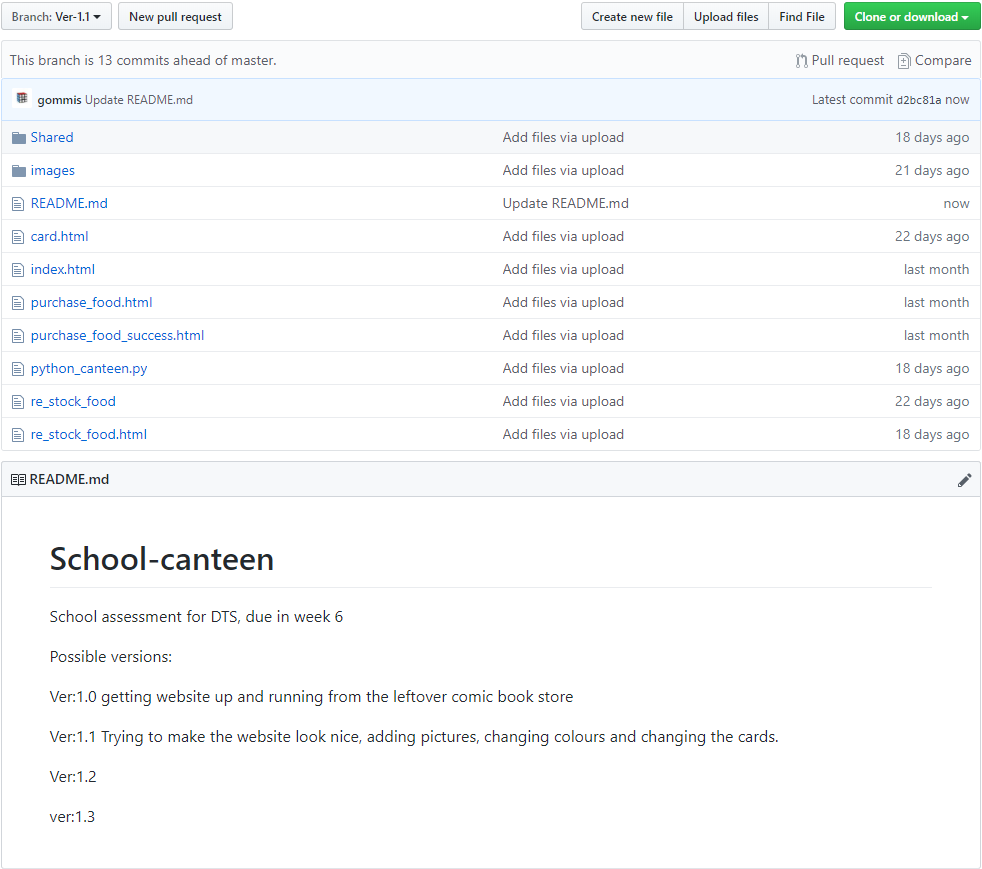 Branch: Ver-1.1 New pull request Create new file Upload files Find File Clone or download
This branch is 13 commits ahead of master. Pull request Compare
gommis Update README.md Latest commit d2bc81a now
Shared Add files via upload 18 days ago
images Add files via upload 21 days ago
README.md Update README.md now
card.html Add files via upload 22 days ago
index.html Add files via upload last month
purchase_food.html Add files via upload last month
purchase_food_success.html Add files via upload last month
python_canteen.py Add files via upload 18 days ago
re_stock_food Add files via upload 22 days ago
re_stock_food.html Add files via upload 18 days ago
README.md
School-canteen
School assessment for DTS, due in week 6
Possible versions:
Ver:1.0 getting website up and running from the leftover comic book store
Ver:1.1 Trying to make the website look nice, adding pictures, changing colours and changing the cards.
Ver:1.2
ver:1.3